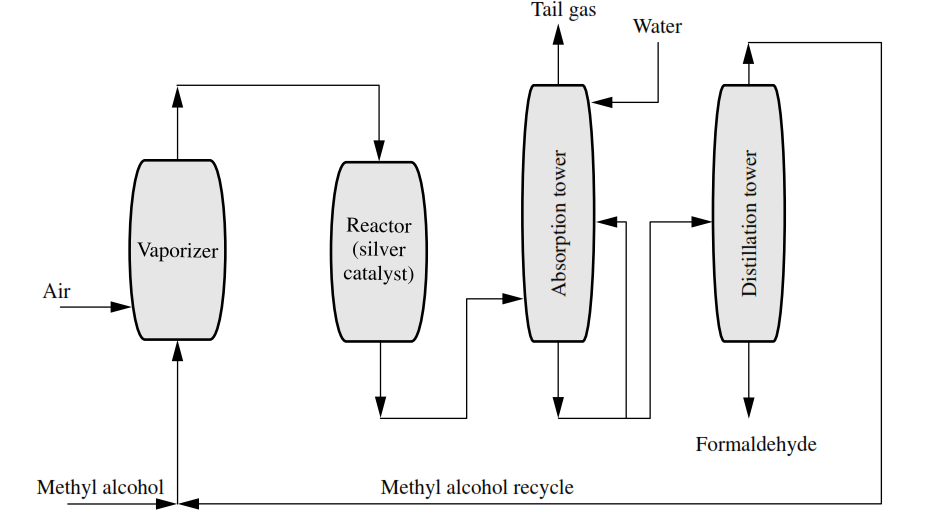 Tail gas
Water
Vaporizer
Reactor
(silver
catalyst)
Absorption tower
Distillation tower
Air
Formaldehyde
Methyl alcohol
Methyl alcohol recycle